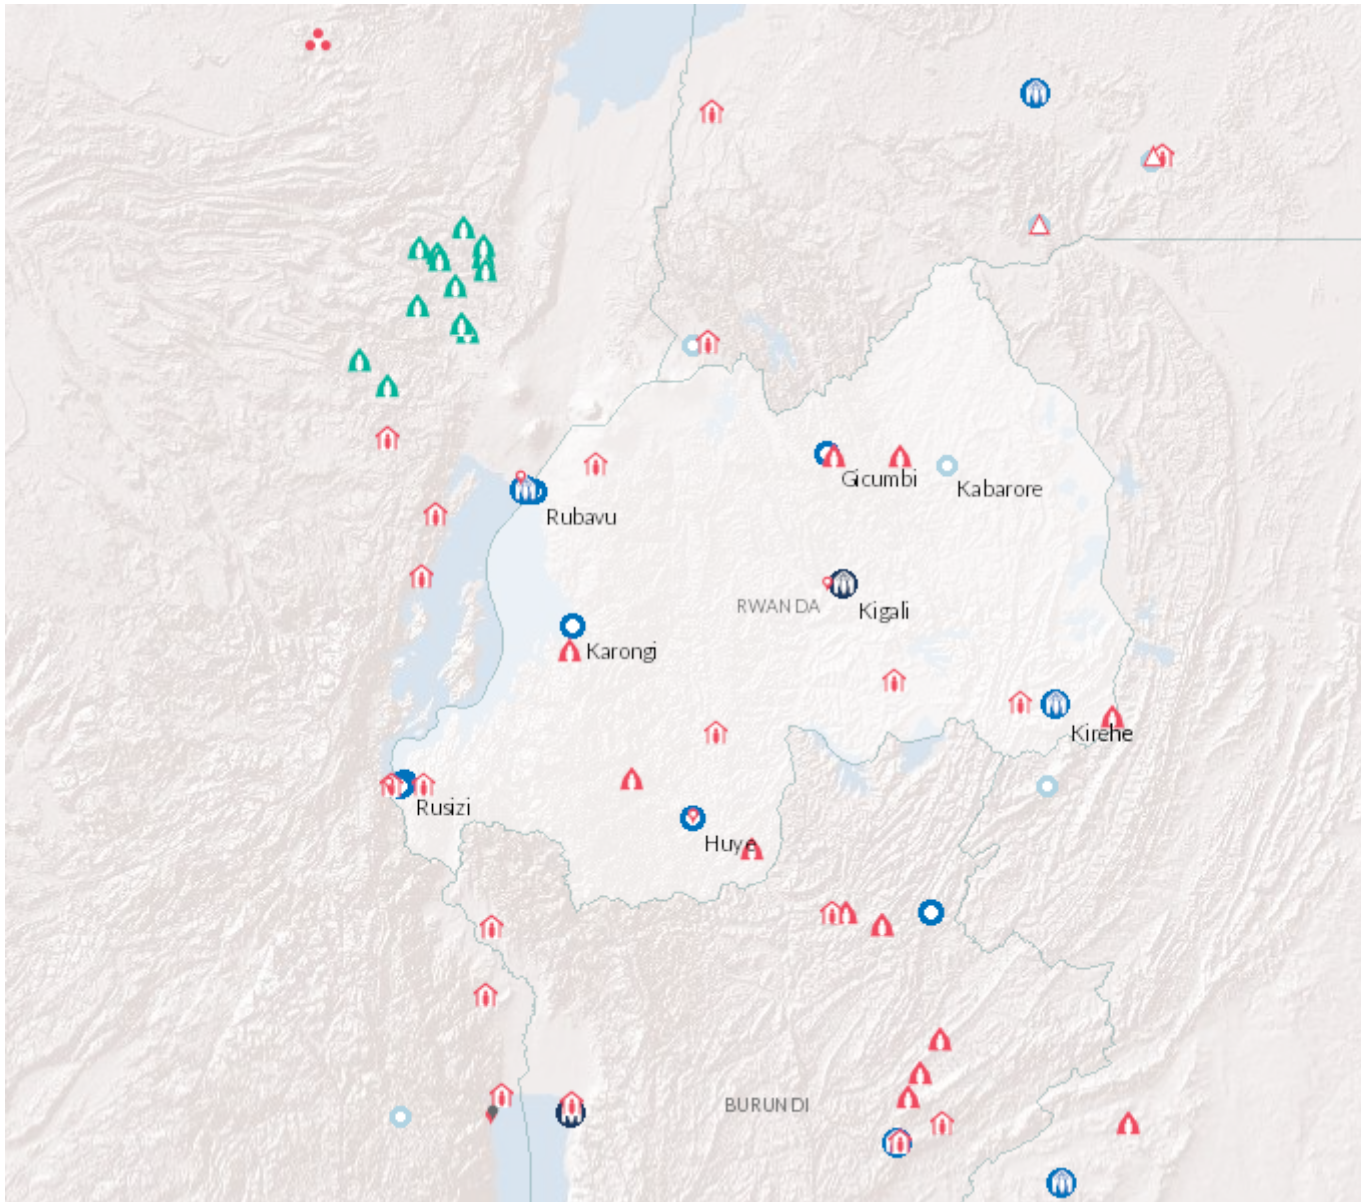 Gicumbi
Kabarore
Rubavu
RWANDA
Kigali
Karongi
Kirehe
Rusizi
Huye
BURUNDI